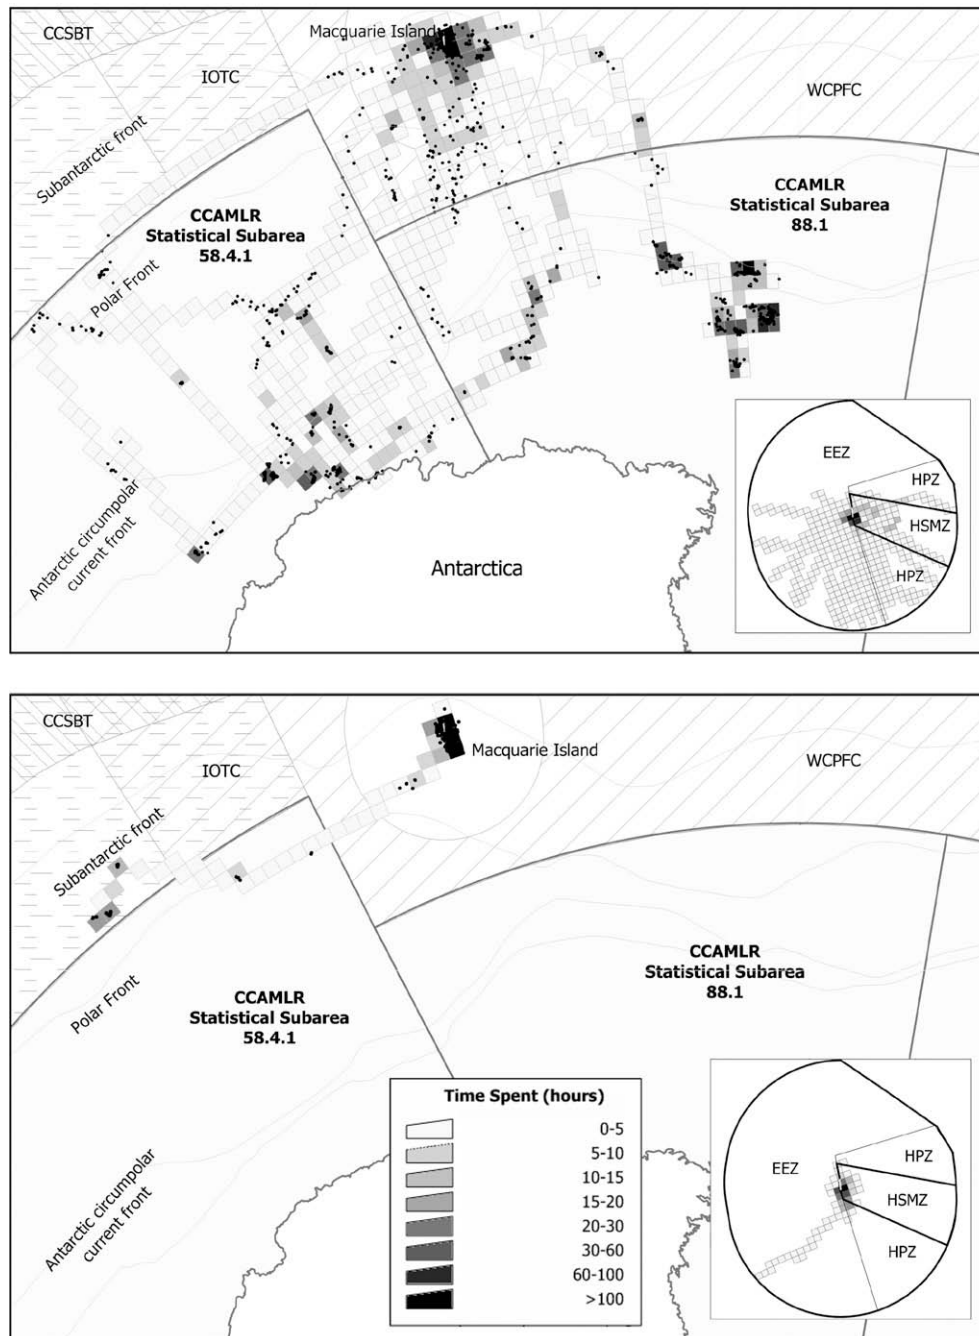 CCSBT
Macquarie Island
IOTC
WCPFC
Subantarctic front
CCAMLR
Statistical Subarea
58.4.1
CCAMLR
Statistical Subarea
88.1
Polar Front
Antarctic circumpolar
current front
Antarctica
EEZ
HPZ
HSMZ
HPZ
CCSBT
IOTC
Macquarie Island
WCPFC
Subantarctic front
Polar Front
CCAMLR
Statistical Subarea
58.4.1
CCAMLR
Statistical Subarea
88.1
Antarctic circumpolar
current front
Time Spent (hours)
0-5
5-10
10-15
15-20
20-30
30-60
60-100
>100
EEZ
HPZ
HSMZ
HPZ